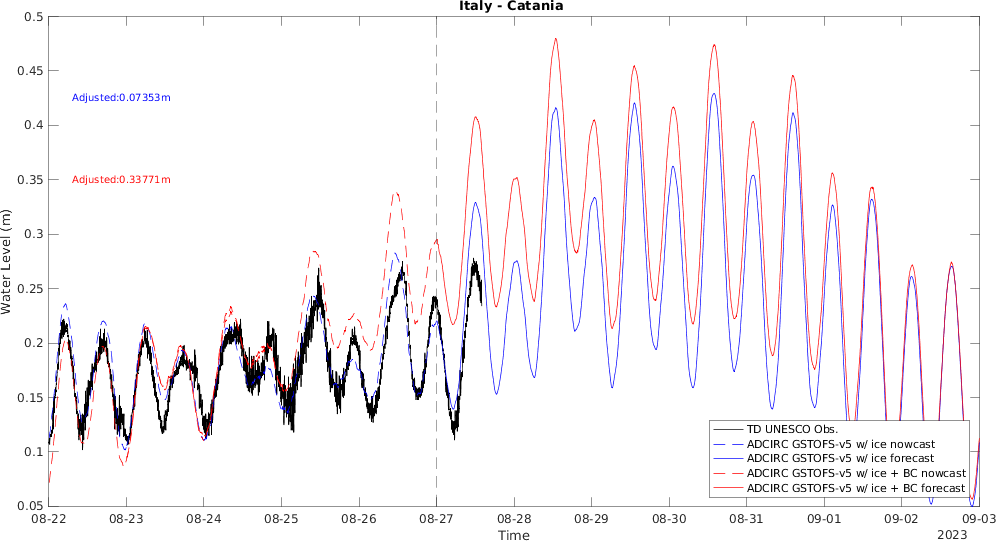 Italy - Catania
0.5
0.45
0.4
0.35
0.3
0.25
0.2
0.15
0.1
0.05
Water Level (m)
Adjusted:0.07353m
Adjusted:0.33771m
TD UNESCO Obs.
ADCIRC GSTOFS-v5 w/ ice nowcast
ADCIRC GSTOFS-v5 w/ ice forecast
ADCIRC GSTOFS-v5 w/ ice + BC nowcast
ADCIRC GSTOFS-v5 w/ ice + BC forecast
08-22 08-23 08-24 08-25 08-26 08-27 08-28 08-29 08-30 08-31 09-01 09-02 09-03
Time
2023